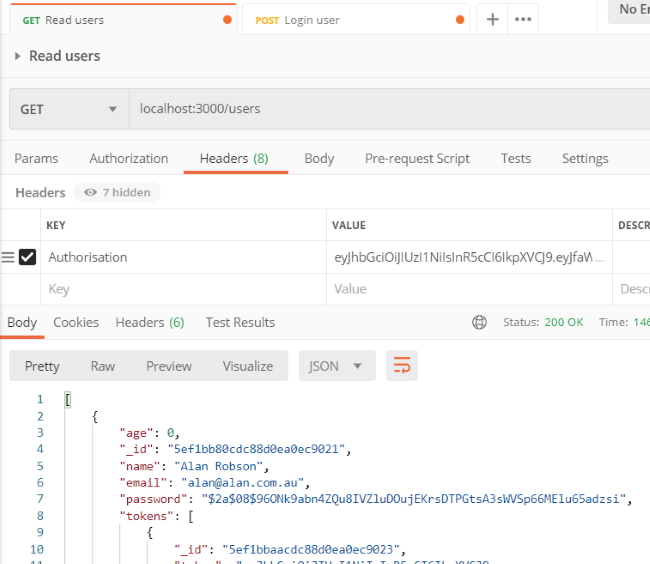 GET Read users POST Login user + ••• No En
Read users
GET localhost:3000/users
Params Authorization Headers (8) Body Pre-request Script Tests Settings
Headers 7 hidden
KEY VALUE DESCR
Authorisation eyJhbGciOiJIUzI1NiIsInR5cCI6IkpXVCJ9.eyJfaW ...
Key Value Descr
Body Cookies Headers (6) Test Results Status: 200 OK Time: 146
Pretty Raw Preview Visualize JSON
1 [
2 {
3 "age": 0,
4 "_id": "5ef1bb80cdc88d0ea0ec9021",
5 "name": "Alan Robson",
6 "email": "alan@alan.com.au",
7 "password": "$2a$08$96ONk9abn4ZQu8IVZluDOujEKrsDTPGtsA3sWVSp66MElu65adzsi",
8 "tokens": [
9 {
10 "_id": "5ef1bbaacdc88d0ea0ec9023",